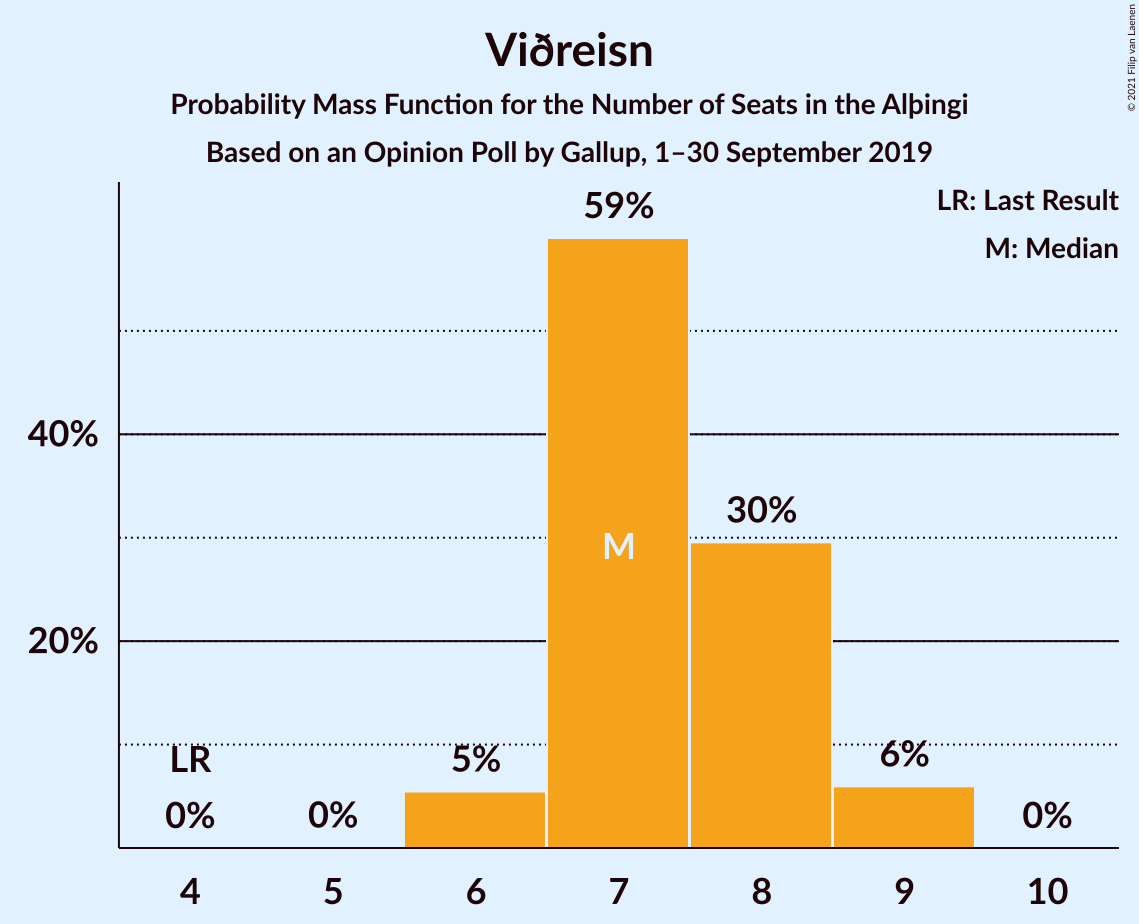 Viðreisn
Probability Mass Function for the Number of Seats in the Alþingi
Based on an Opinion Poll by Gallup, 1–30 September 2019
© 2021 Filip van Laenen
LR: Last Result
M: Median
59%
40%
30%
M
20%
LR
5%
6%
0%
0%
0%
4 5 6 7 8 9 10